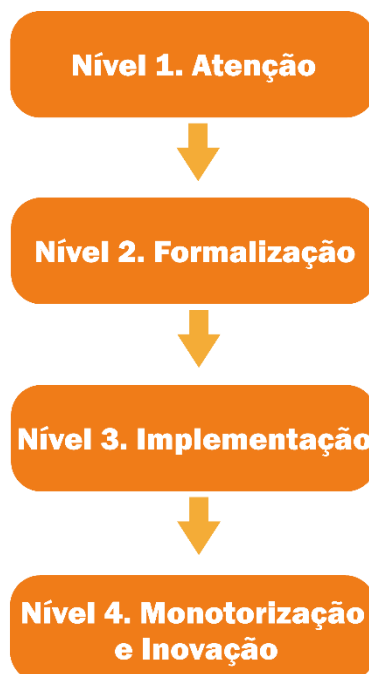 Nível 1. Atenção
Nível 2. Formalização
Nível 3. Implementação
Nível 4. Monotorização
e Inovação